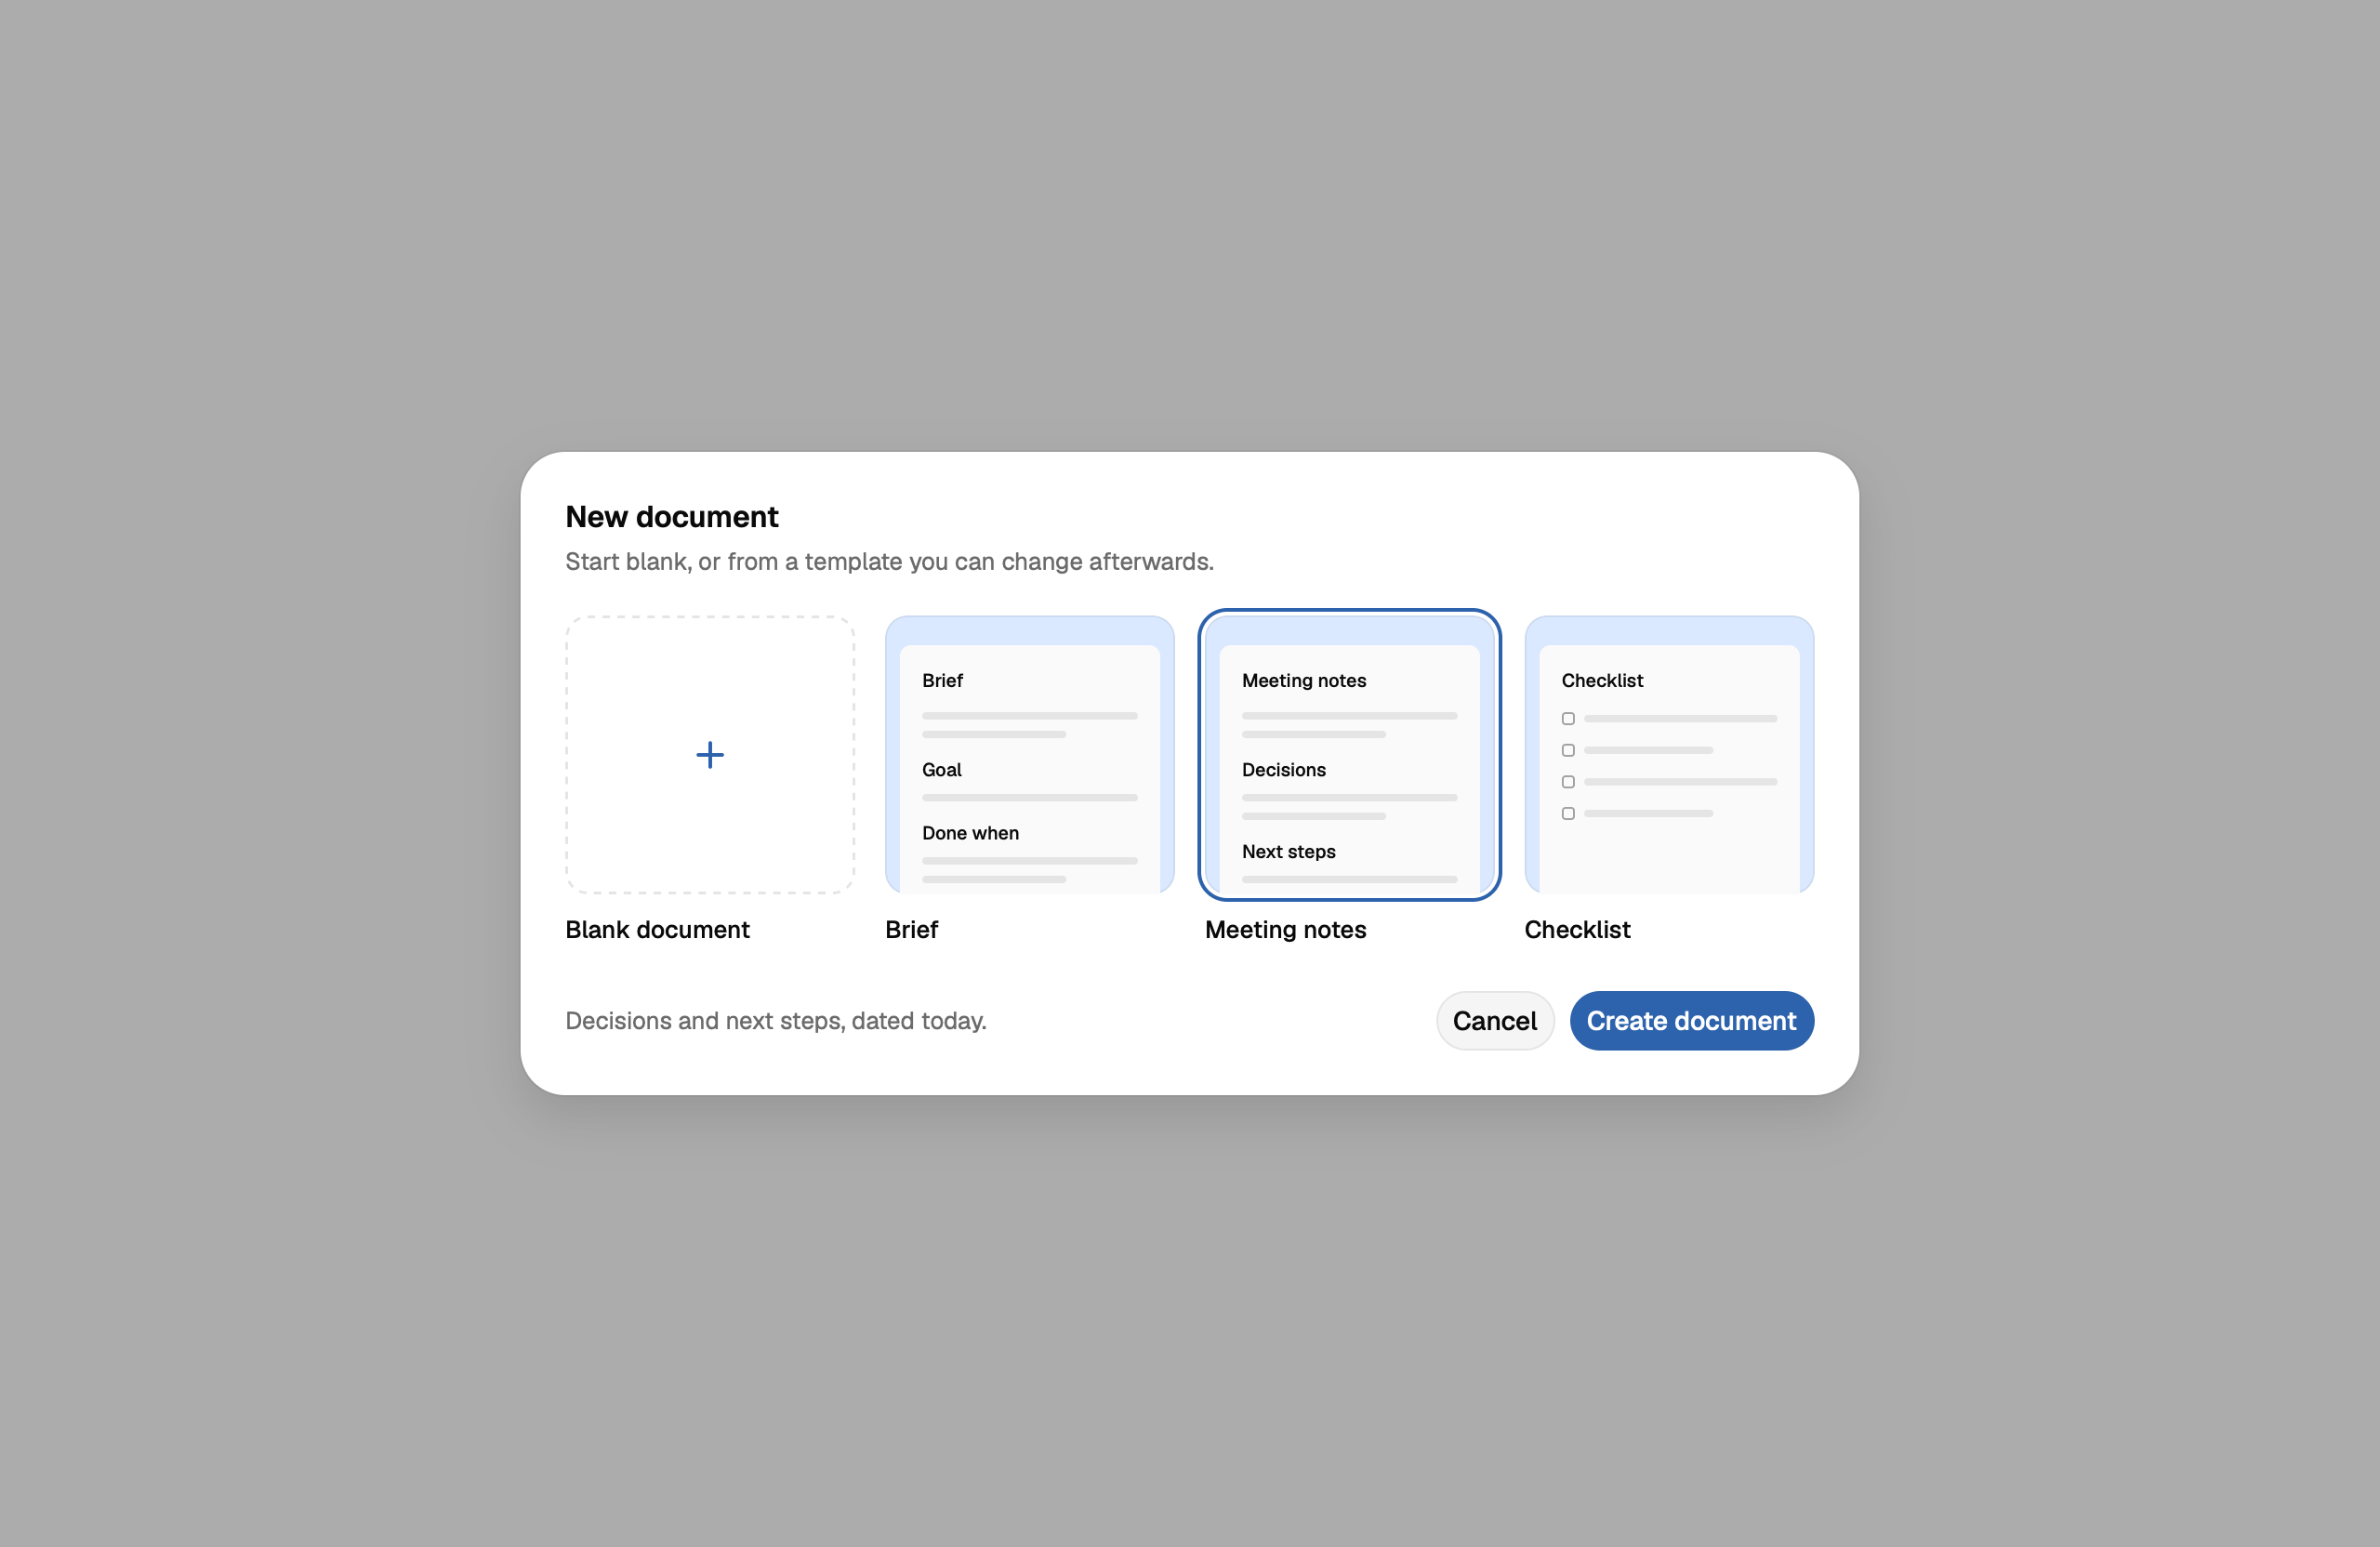 New document
Start blank, or from a template you can change afterwards.
Brief
Goal
Done when
Meeting notes
Decisions
Next steps
Checklist
Blank document
Brief
Meeting notes
Checklist
Decisions and next steps, dated today.
Cancel
Create document